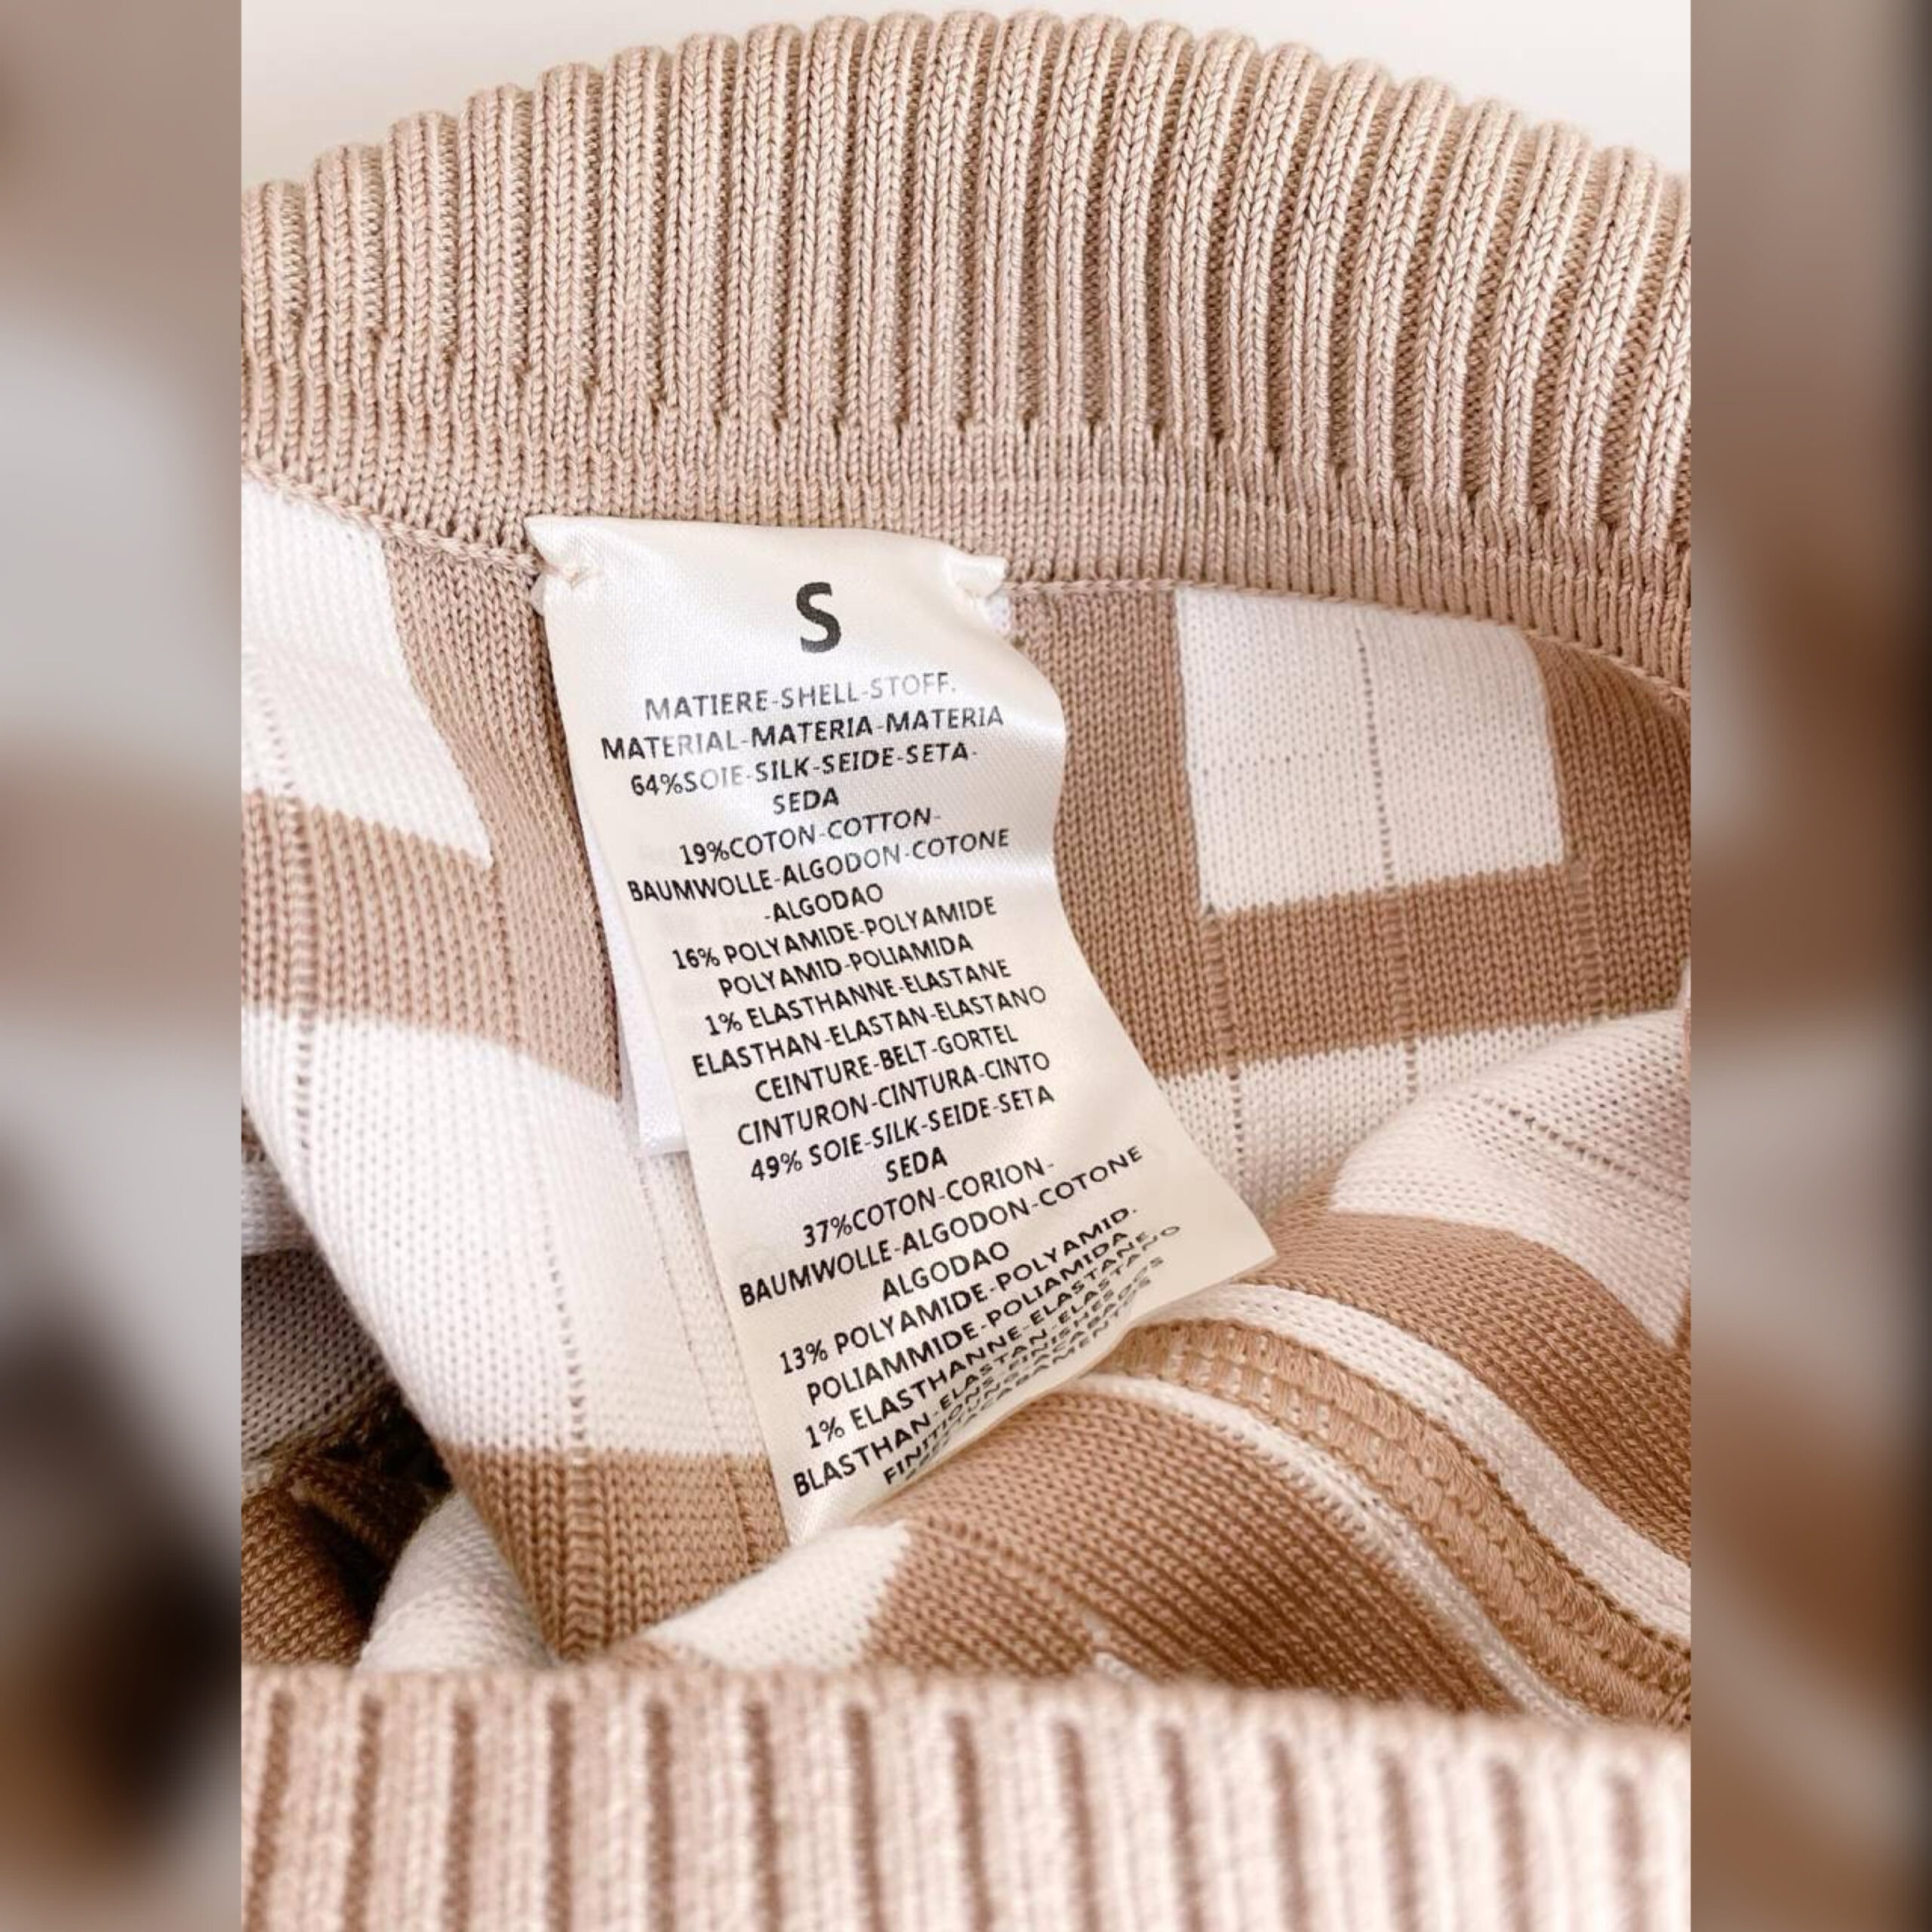 S
MATIERE-SHELL-STOFF.
MATERIAL-MATERIA-MATERIA
64%SOIE-SILK-SEIDE-SETA-
SEDA
19%COTON-COTTON-
BAUMWOLLE-ALGODON-COTONE
-ALGODAO
16% POLYAMIDE-POLYAMIDE
POLYAMID-POLIAMIDA
1% ELASTHANNE-ELASTANE
ELASTHAN-ELASTAN-ELASTANO
CEINTURE-BELT-GORTEL
CINTURON-CINTURA-CINTO
49% SOIE-SILK-SEIDE-SETA
SEDA
37%COTON-CORION-
BAUMWOLLE-ALGODON-COTONE
ALGODAO
13% POLYAMIDE-POLYAMID.
POLIAMMIDE-POLIAMIDA
1% ELASTHANNE-ELASTANE
BLASTHAN-ELASTAN-ELASTANO